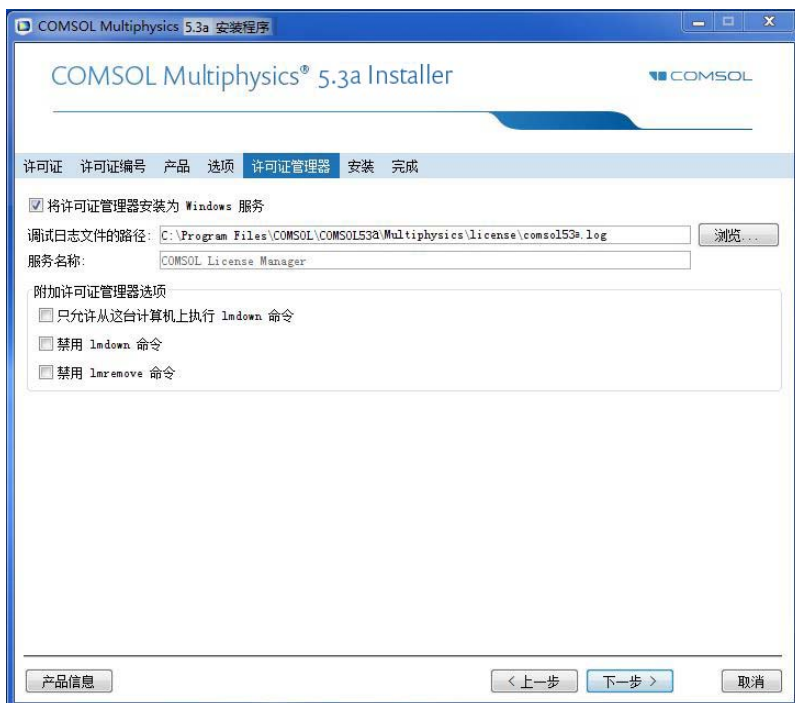 COMSOL Multiphysics 5.3a 安装程序
COMSOL Multiphysics® 5.3a Installer
COMSOL
许可证 许可证编号 产品 选项 许可证管理器 安装 完成
将许可证管理器安装为 Windows 服务
调试日志文件的路径: C:\Program Files\COMSOL\COMSOL53a\Multiphysics\license\comsol53a.log 浏览...
服务名称: COMSOL License Manager
附加许可证管理器选项
只允许从这台计算机上执行 lmdown 命令
禁用 lmdown 命令
禁用 lmremove 命令
产品信息 < 上一步 下一步 > 取消